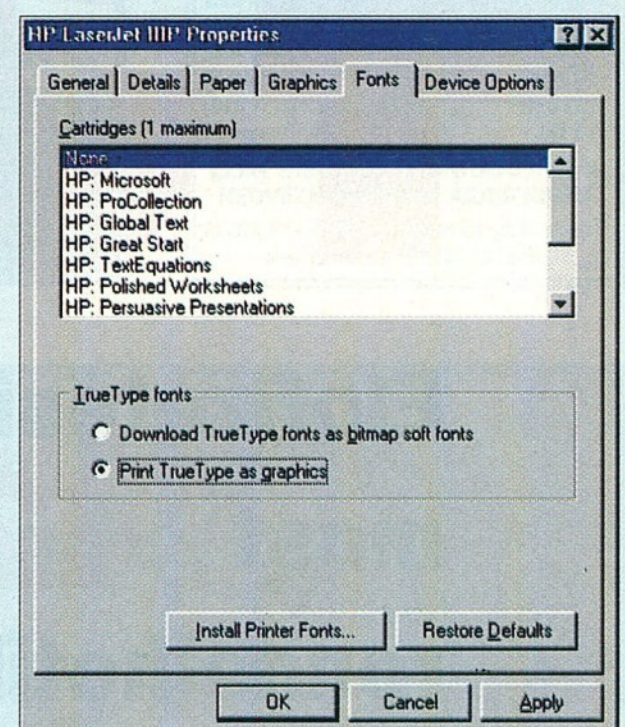 HP LaserJet IIIP Properties
General Details Paper Graphics Fonts Device Options
Cartridges (1 maximum)
None
HP: Microsoft
HP: ProCollection
HP: Global Text
HP: Great Start
HP: TextEquations
HP: Polished Worksheets
HP: Persuasive Presentations
TrueType fonts
Download TrueType fonts as bitmap soft fonts
Print TrueType as graphics
Install Printer Fonts... Restore Defaults
OK Cancel Apply